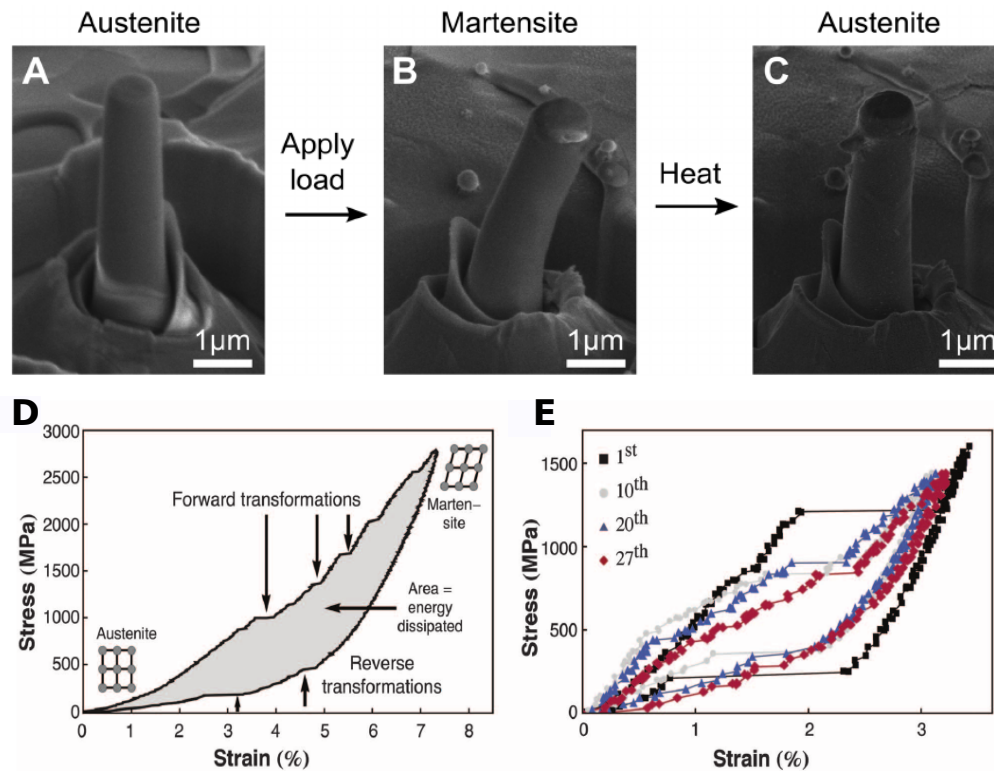 Austenite
Martensite
Austenite
A
B
C
Apply
load
Heat
1µm
1µm
1µm
D
E
3000
2500
2000
1500
1000
500
0
Stress (MPa)
Forward transformations
Marten–
site
Area =
energy
dissipated
Austenite
Reverse
transformations
0
1
2
3
4
5
6
7
8
Strain (%)
1500
1000
500
0
Stress (MPa)
1st
10th
20th
27th
0
1
2
3
Strain (%)